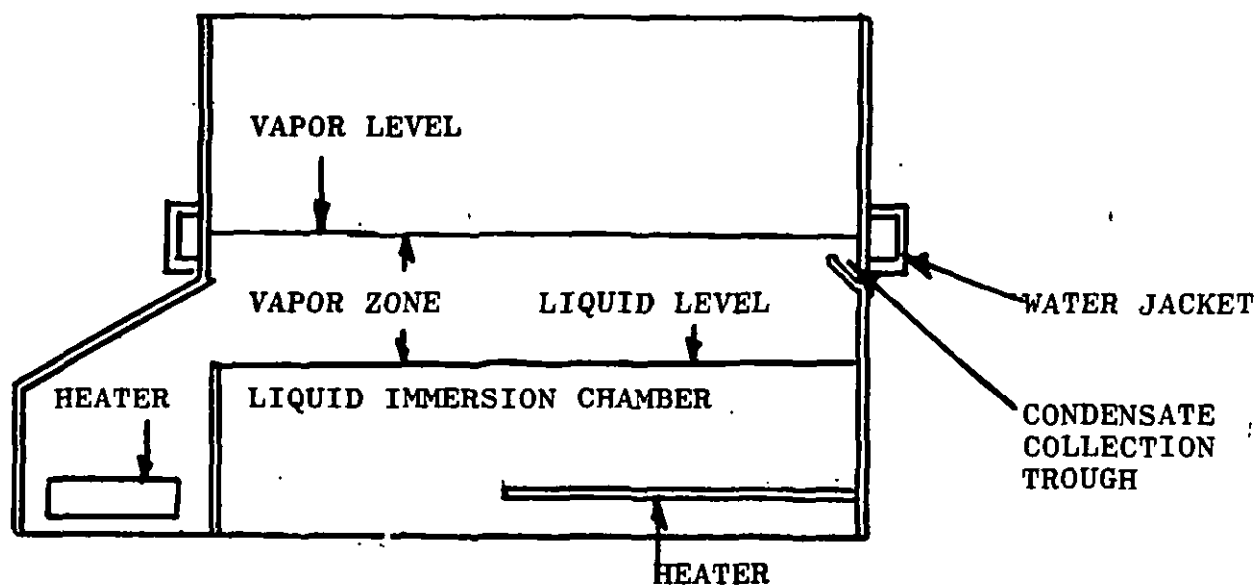 VAPOR LEVEL
VAPOR ZONE
LIQUID LEVEL
WATER JACKET
HEATER
LIQUID IMMERSION CHAMBER
CONDENSATE
COLLECTION
TROUGH
HEATER